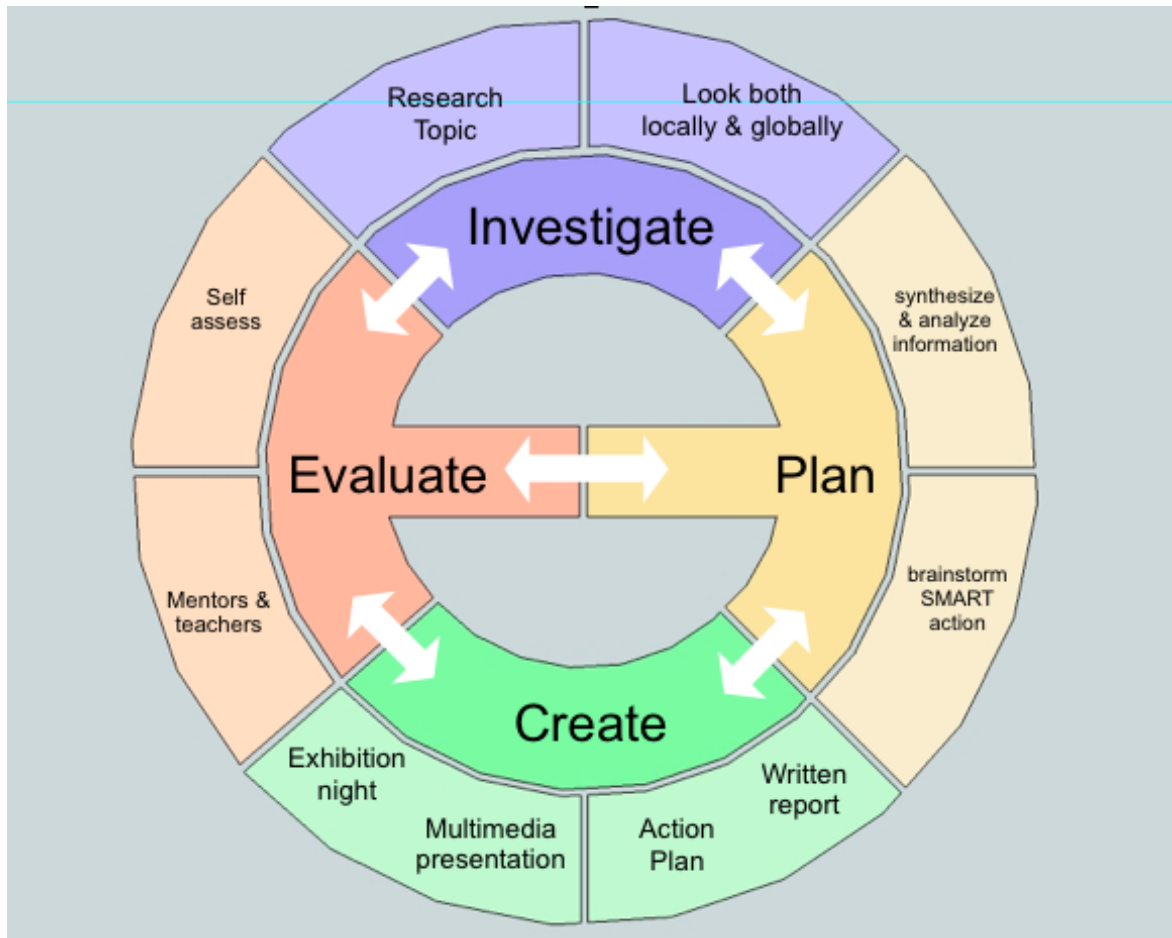 Research
Topic
Look both
locally & globally
Investigate
Self
assess
synthesize
& analyze
information
Evaluate
Plan
Mentors &
teachers
brainstorm
SMART
action
Create
Exhibition
night
Written
report
Multimedia
presentation
Action
Plan